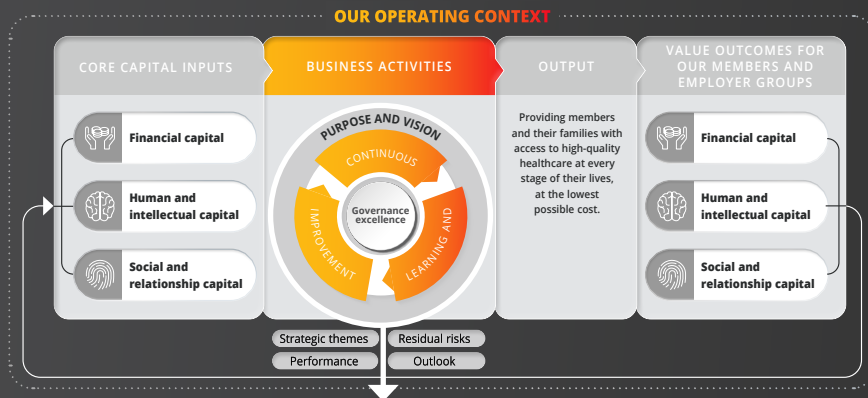 OUR OPERATING CONTEXT
CORE CAPITAL INPUTS
Financial capital
Human and
intellectual capital
Social and
relationship capital
BUSINESS ACTIVITIES
PURPOSE AND VISION
CONTINUOUS
LEARNING AND
IMPROVEMENT
Governance
excellence
Strategic themes
Residual risks
Performance
Outlook
OUTPUT
Providing members
and their families with
access to high-quality
healthcare at every
stage of their lives,
at the lowest
possible cost.
VALUE OUTCOMES FOR
OUR MEMBERS AND
EMPLOYER GROUPS
Financial capital
Human and
intellectual capital
Social and
relationship capital